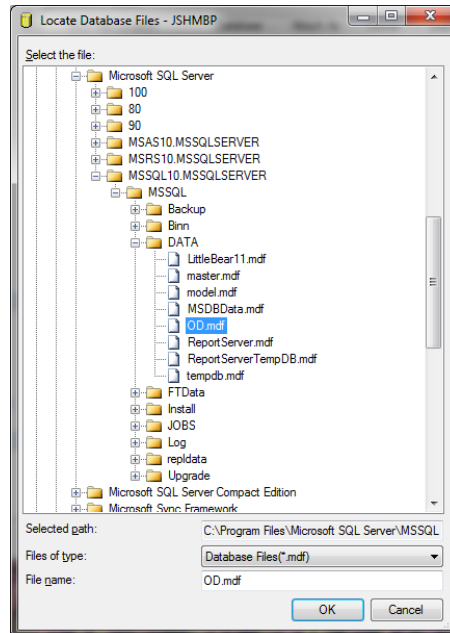 Locate Database Files - JSHMBP
Select the file:
Microsoft SQL Server
100
80
90
MSAS10.MSSQLSERVER
MSRS10.MSSQLSERVER
MSSQL10.MSSQLSERVER
MSSQL
Backup
Binn
DATA
LittleBear11.mdf
master.mdf
model.mdf
MSDBData.mdf
OD.mdf
ReportServer.mdf
ReportServerTempDB.mdf
tempdb.mdf
FTData
Install
JOBS
Log
repldata
Upgrade
Microsoft SQL Server Compact Edition
Microsoft Sync Framework
Selected path: C:\Program Files\Microsoft SQL Server\MSSQL
Files of type: Database Files(*.mdf)
File name: OD.mdf
OK Cancel